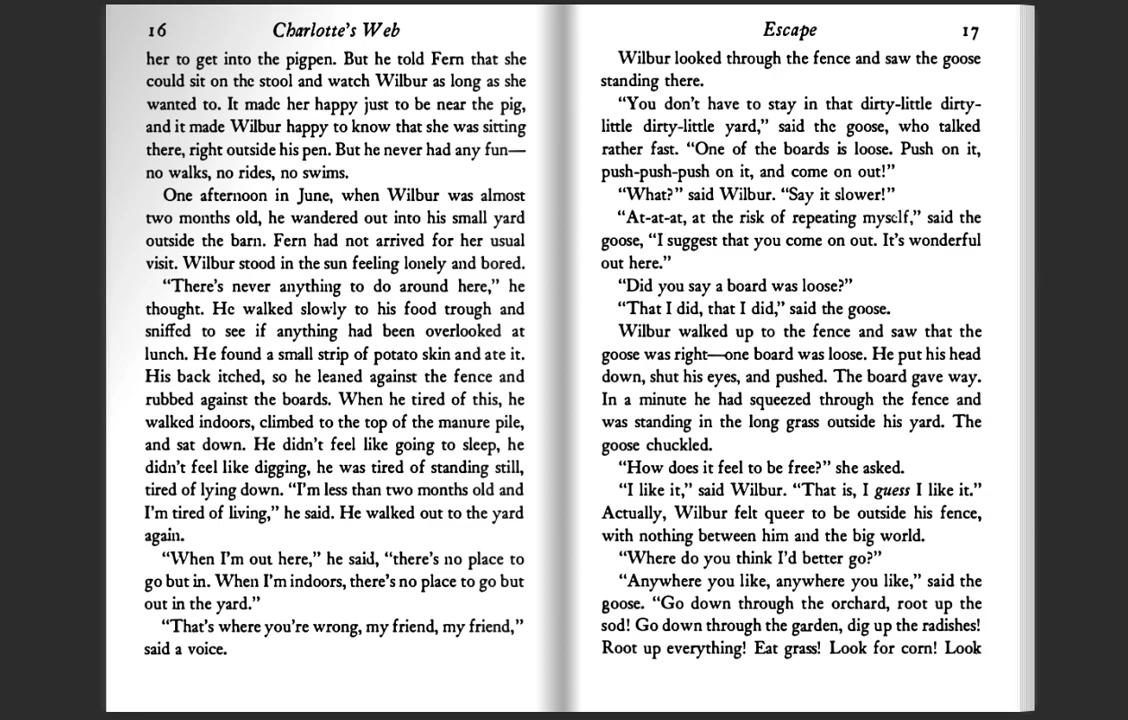 16 Charlotte's Web
her to get into the pigpen. But he told Fern that she
could sit on the stool and watch Wilbur as long as she
wanted to. It made her happy just to be near the pig,
and it made Wilbur happy to know that she was sitting
there, right outside his pen. But he never had any fun—
no walks, no rides, no swims.
One afternoon in June, when Wilbur was almost
two months old, he wandered out into his small yard
outside the barn. Fern had not arrived for her usual
visit. Wilbur stood in the sun feeling lonely and bored.
“There's never anything to do around here,” he
thought. He walked slowly to his food trough and
sniffed to see if anything had been overlooked at
lunch. He found a small strip of potato skin and ate it.
His back itched, so he leaned against the fence and
rubbed against the boards. When he tired of this, he
walked indoors, climbed to the top of the manure pile,
and sat down. He didn't feel like going to sleep, he
didn't feel like digging, he was tired of standing still,
tired of lying down. “I'm less than two months old and
I'm tired of living,” he said. He walked out to the yard
again.
“When I'm out here,” he said, “there's no place to
go but in. When I'm indoors, there's no place to go but
out in the yard.”
“That's where you're wrong, my friend, my friend,”
said a voice.
Escape 17
Wilbur looked through the fence and saw the goose
standing there.
“You don't have to stay in that dirty-little dirty-
little dirty-little yard,” said the goose, who talked
rather fast. “One of the boards is loose. Push on it,
push-push-push on it, and come on out!”
“What?” said Wilbur. “Say it slower!”
“At-at-at, at the risk of repeating myself,” said the
goose, “I suggest that you come on out. It's wonderful
out here.”
“Did you say a board was loose?”
“That I did, that I did,” said the goose.
Wilbur walked up to the fence and saw that the
goose was right—one board was loose. He put his head
down, shut his eyes, and pushed. The board gave way.
In a minute he had squeezed through the fence and
was standing in the long grass outside his yard. The
goose chuckled.
“How does it feel to be free?” she asked.
“I like it,” said Wilbur. “That is, I guess I like it.”
Actually, Wilbur felt queer to be outside his fence,
with nothing between him and the big world.
“Where do you think I'd better go?”
“Anywhere you like, anywhere you like,” said the
goose. “Go down through the orchard, root up the
sod! Go down through the garden, dig up the radishes!
Root up everything! Eat grass! Look for corn! Look